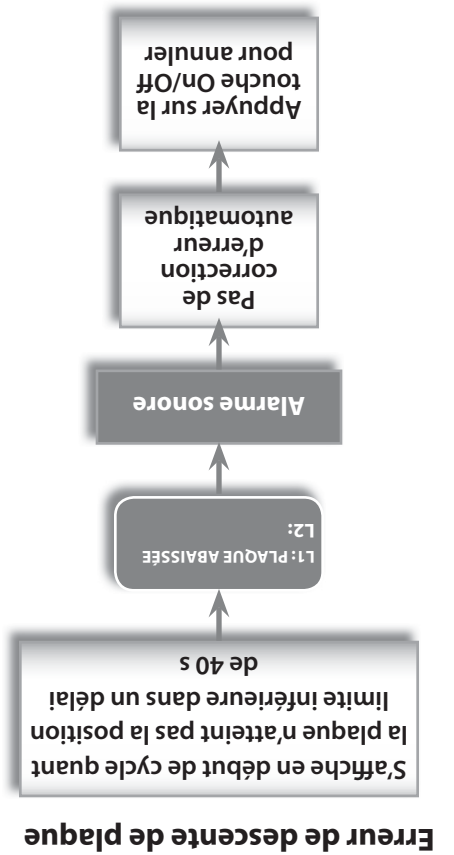 Erreur de descente de plaque
S'affiche en début de cycle quant
la plaque n'atteint pas la position
limite inférieure dans un délai
de 40 s
L1: PLAQUE ABAISSÉE
L2:
Alarme sonore
Pas de
correction
d'erreur
automatique
Appuyer sur la
touche On/Off
pour annuler